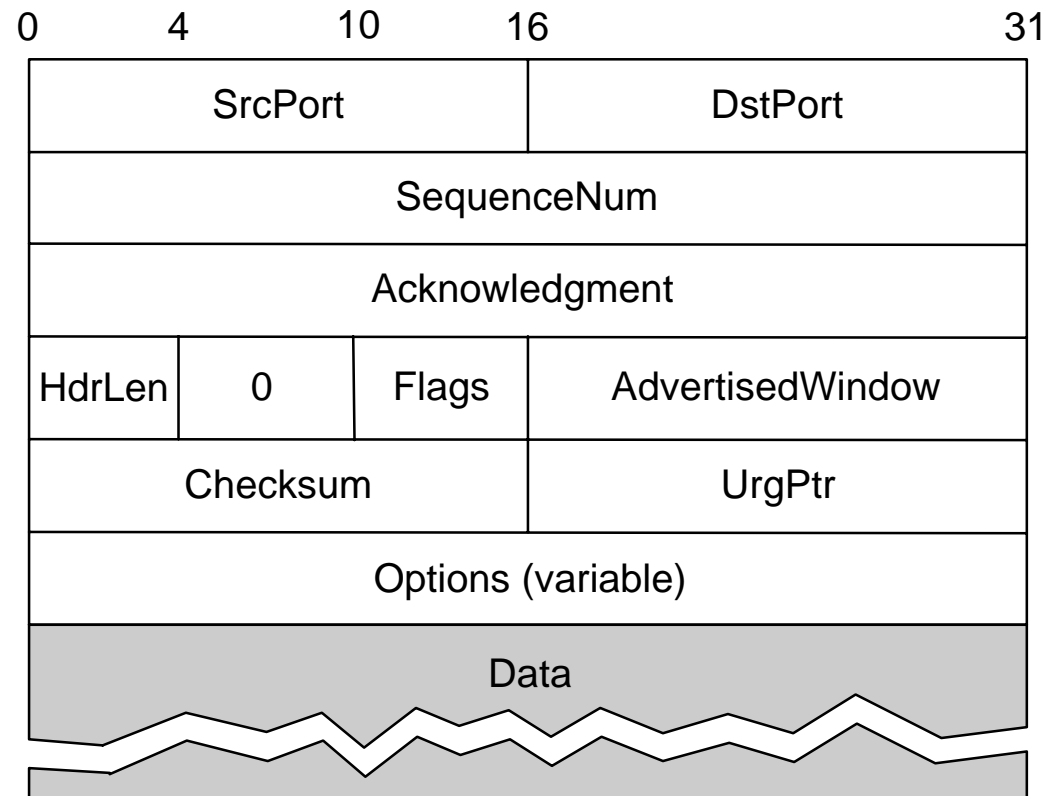 0 4 10 16 31
SrcPort DstPort
SequenceNum
Acknowledgment
HdrLen 0 Flags AdvertisedWindow
Checksum UrgPtr
Options (variable)
Data